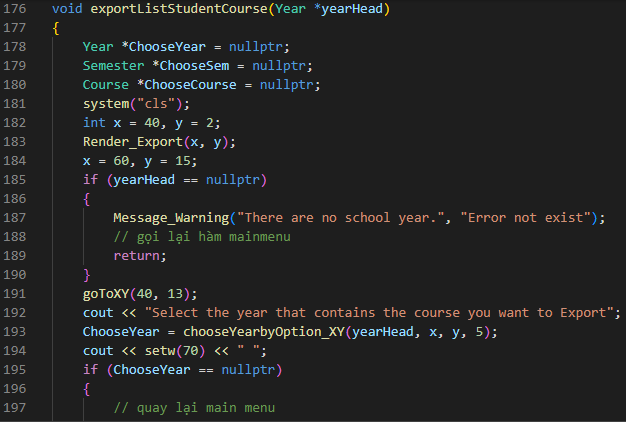 176 void exportListStudentCourse(Year *yearHead)
177 {
178 Year *ChooseYear = nullptr;
179 Semester *ChooseSem = nullptr;
180 Course *ChooseCourse = nullptr;
181 system("cls");
182 int x = 40, y = 2;
183 Render_Export(x, y);
184 x = 60, y = 15;
185 if (yearHead == nullptr)
186 {
187 Message_Warning("There are no school year.", "Error not exist");
188 // gọi lại hàm mainmenu
189 return;
190 }
191 goToXY(40, 13);
192 cout << "Select the year that contains the course you want to Export";
193 ChooseYear = chooseYearbyOption_XY(yearHead, x, y, 5);
194 cout << setw(70) << " ";
195 if (ChooseYear == nullptr)
196 {
197 // quay lại main menu